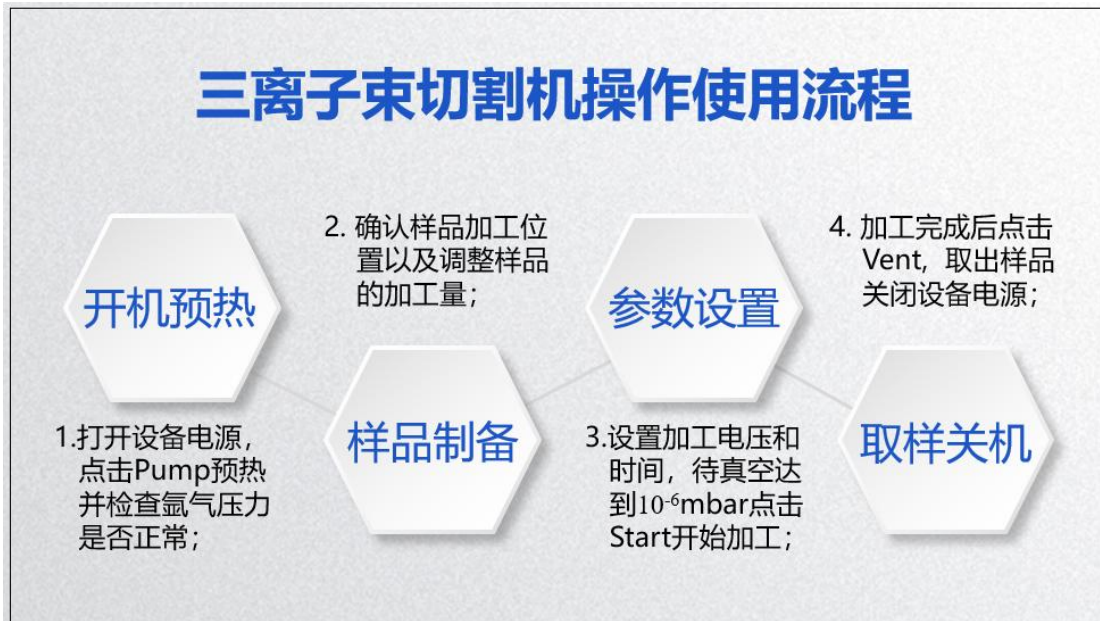 三离子束切割机操作使用流程
开机预热
1.打开设备电源，
点击Pump预热
并检查氩气压力
是否正常；
2. 确认样品加工位
置以及调整样品
的加工量；
样品制备
参数设置
3.设置加工电压和
时间，待真空达
到10⁻⁶mbar点击
Start开始加工；
4. 加工完成后点击
Vent，取出样品
关闭设备电源；
取样关机